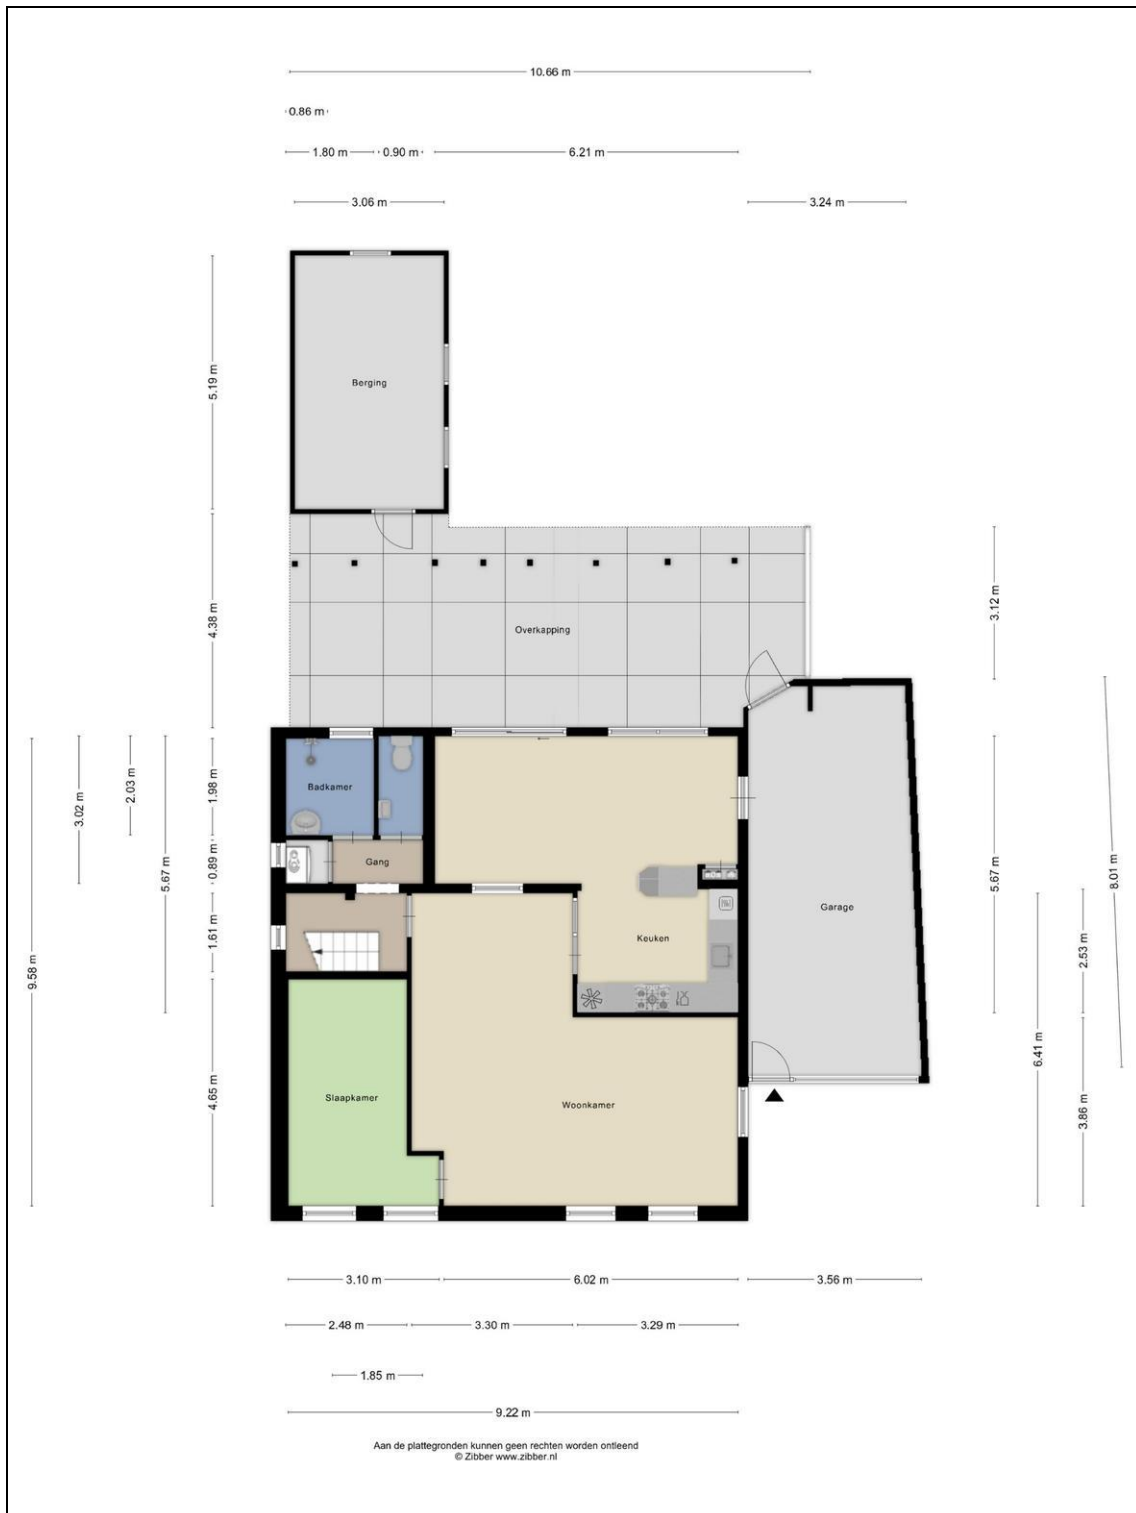 10.66 m
0.86 m
1.80 m 0.90 m 6.21 m
3.06 m 3.24 m
5.19 m
Berging
4.38 m
3.12 m
Overkapping
9.58 m
3.02 m
2.03 m
5.67 m
1.98 m
0.89 m
1.61 m
4.65 m
Badkamer
Gang
Keuken
Garage
Slaapkamer
Woonkamer
5.67 m
6.41 m
2.53 m
3.86 m
8.01 m
3.10 m 6.02 m 3.56 m
2.48 m 3.30 m 3.29 m
1.85 m
9.22 m
Aan de plattegronden kunnen geen rechten worden ontleend
© Zibber www.zibber.nl